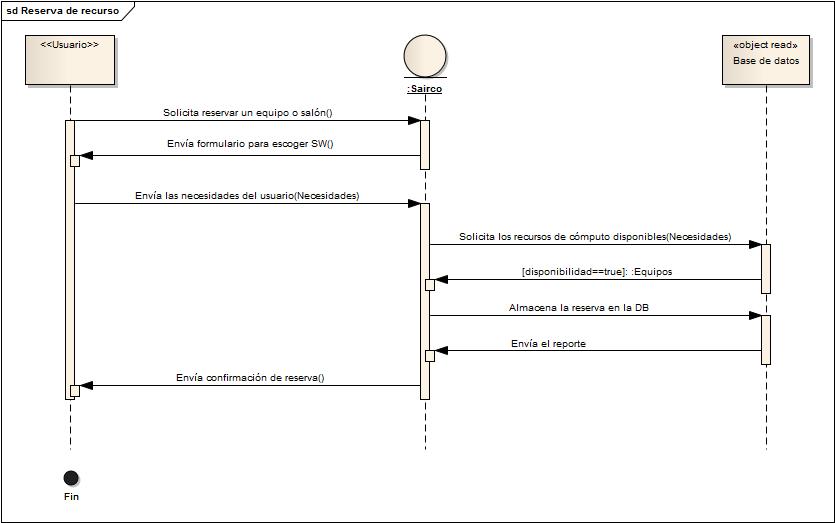 sd Reserva de recurso
<<Usuario>>
:Sairco
«object read»
Base de datos
Solicita reservar un equipo o salón()
Envía formulario para escoger SW()
Envía las necesidades del usuario(Necesidades)
Solicita los recursos de cómputo disponibles(Necesidades)
[disponibilidad==true]: :Equipos
Almacena la reserva en la DB
Envía el reporte
Envía confirmación de reserva()
Fin